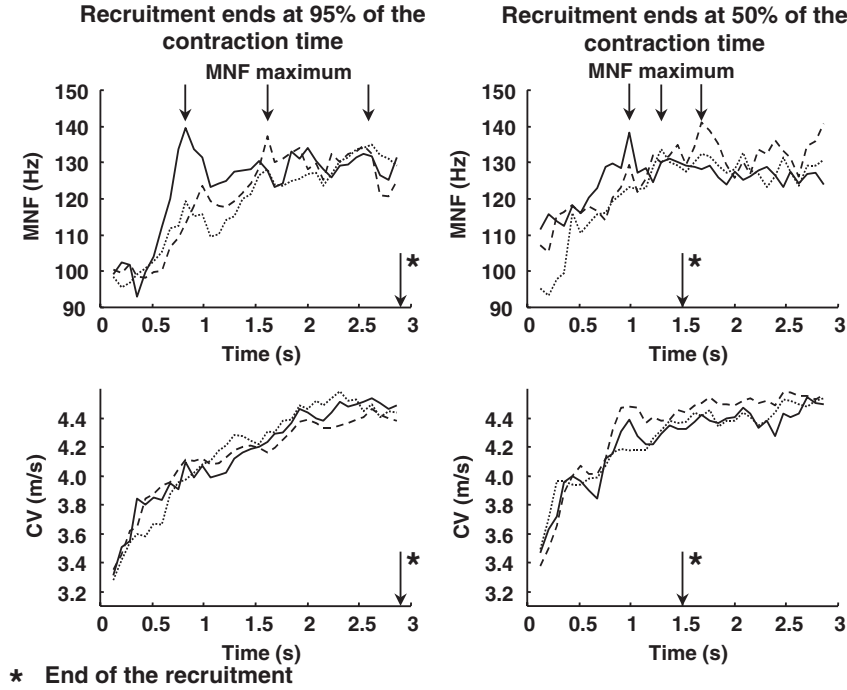 Recruitment ends at 95% of the
contraction time
MNF maximum
150
140
130
120
110
100
90
MNF (Hz)
*
0 0.5 1 1.5 2 2.5 3
Time (s)
Recruitment ends at 50% of the
contraction time
MNF maximum
150
140
130
120
110
100
90
MNF (Hz)
*
0 0.5 1 1.5 2 2.5 3
Time (s)
4.4
4.2
4.0
3.8
3.6
3.4
3.2
CV (m/s)
*
0 0.5 1 1.5 2 2.5 3
Time (s)
4.4
4.2
4.0
3.8
3.6
3.4
3.2
CV (m/s)
*
0 0.5 1 1.5 2 2.5 3
Time (s)
* End of the recruitment